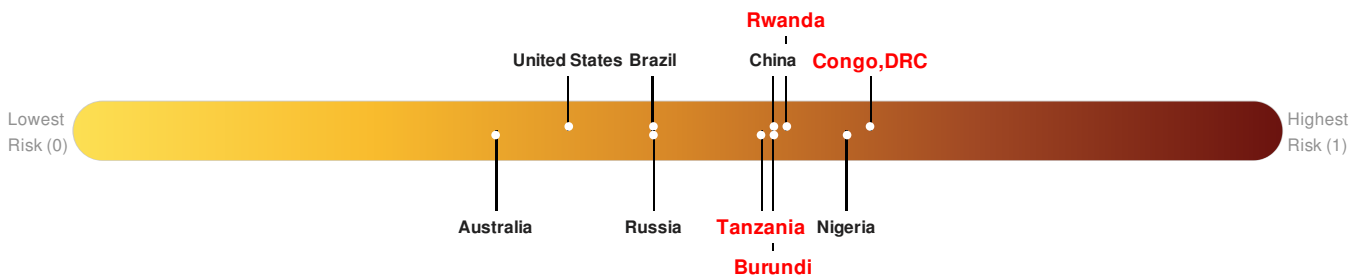 Rwanda
United States Brazil China Congo,DRC
Lowest Risk (0)
Highest Risk (1)
Australia Russia Tanzania Nigeria
Burundi